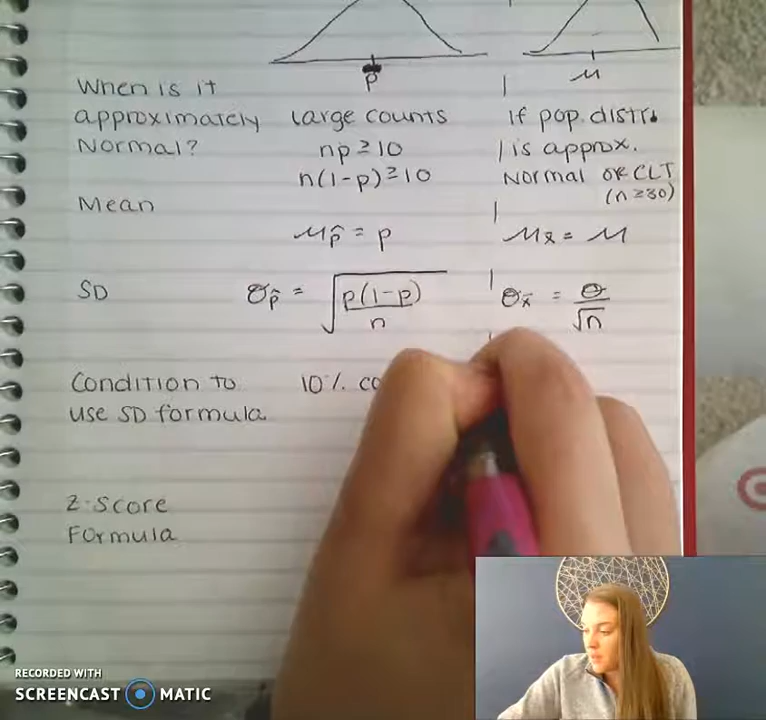 p
μ
When is it
approximately large counts If pop. distr.
Normal? np ≥ 10 is approx.
n(1-p) ≥ 10 Normal OR CLT
(n ≥ 30)
Mean
μp̂ = p μx̄ = μ
SD σp̂ = √(p(1-p)/n) σx̄ = σ/√n
Condition to 10% co
use SD formula
Z-Score
Formula
RECORDED WITH
SCREENCAST MATIC